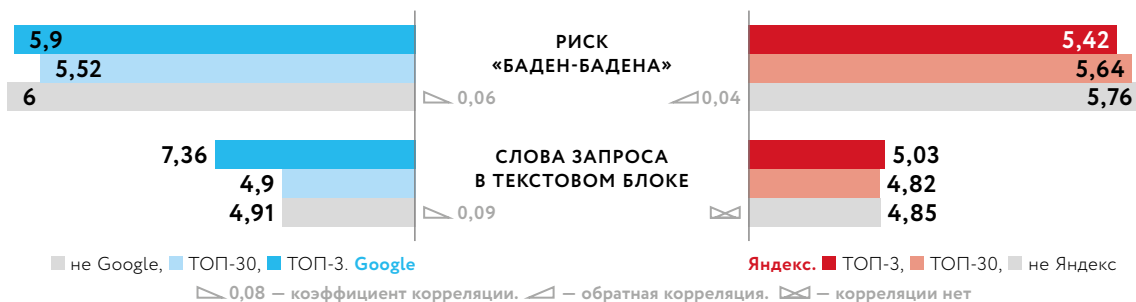 5,9
5,52
6
0,06
РИСК
«БАДЕН-БАДЕНА»
0,04
5,42
5,64
5,76
7,36
4,9
4,91
0,09
СЛОВА ЗАПРОСА
В ТЕКСТОВОМ БЛОКЕ
5,03
4,82
4,85
не Google, ТОП-30, ТОП-3. Google
Яндекс. ТОП-3, ТОП-30, не Яндекс
0,08 — коэффициент корреляции. — обратная корреляция. — корреляции нет